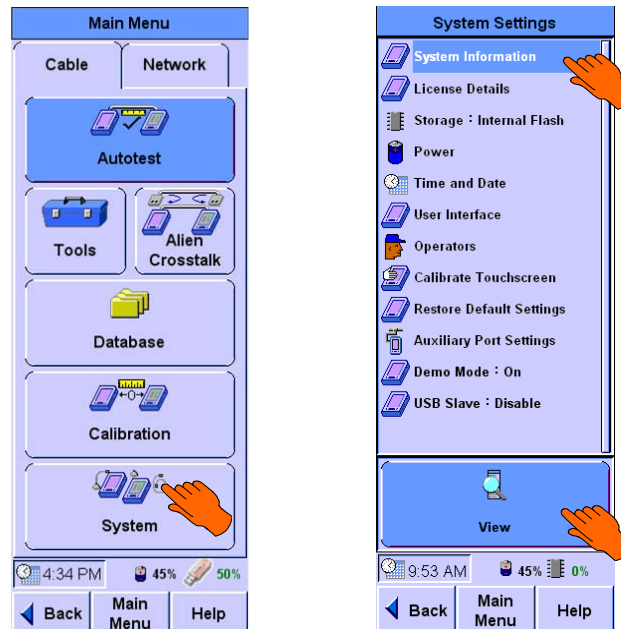 Main Menu
Cable
Network
Autotest
Tools
Alien
Crosstalk
Database
Calibration
System
4:34 PM
45%
50%
Back
Main
Menu
Help
System Settings
System Information
License Details
Storage : Internal Flash
Power
Time and Date
User Interface
Operators
Calibrate Touchscreen
Restore Default Settings
Auxiliary Port Settings
Demo Mode : On
USB Slave : Disable
View
9:53 AM
45%
0%
Back
Main
Menu
Help